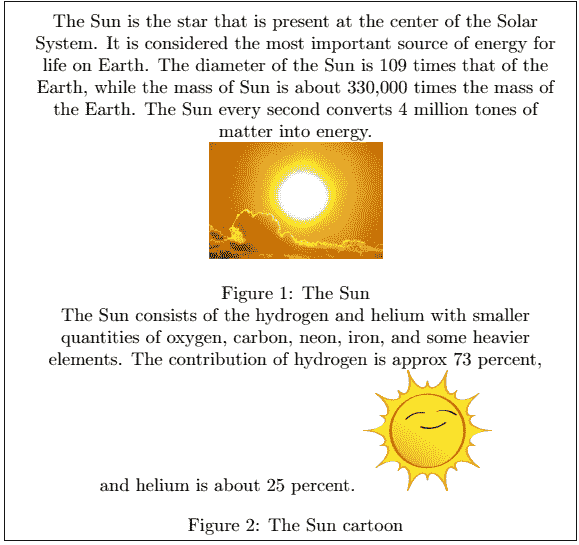 The Sun is the star that is present at the center of the Solar
System. It is considered the most important source of energy for
life on Earth. The diameter of the Sun is 109 times that of the
Earth, while the mass of Sun is about 330,000 times the mass of
the Earth. The Sun every second converts 4 million tones of
matter into energy.
Figure 1: The Sun
The Sun consists of the hydrogen and helium with smaller
quantities of oxygen, carbon, neon, iron, and some heavier
elements. The contribution of hydrogen is approx 73 percent,
and helium is about 25 percent.
Figure 2: The Sun cartoon